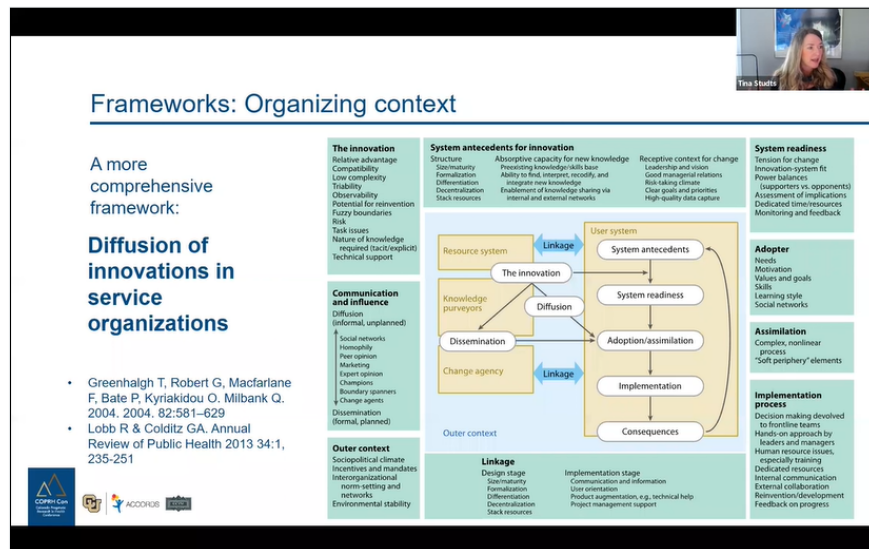 Tina Studts
Frameworks: Organizing context
A more
comprehensive
framework:
Diffusion of
innovations in
service
organizations
• Greenhalgh T, Robert G, Macfarlane
F, Bate P, Kyriakidou O. Milbank Q.
2004. 2004. 82:581–629
• Lobb R & Colditz GA. Annual
Review of Public Health 2013 34:1,
235-251
The innovation
Relative advantage
Compatibility
Low complexity
Triability
Observability
Potential for reinvention
Fuzzy boundaries
Risk
Task issues
Nature of knowledge
required (tacit/explicit)
Technical support
Communication
and influence
Diffusion
(informal, unplanned)
Social networks
Homophily
Peer opinion
Marketing
Expert opinion
Champions
Boundary spanners
Change agents
Dissemination
(formal, planned)
Outer context
Sociopolitical climate
Incentives and mandates
Interorganizational
norm-setting and
networks
Environmental stability
System antecedents for innovation
Structure
Size/maturity
Formalization
Differentiation
Decentralization
Stack resources
Absorptive capacity for new knowledge
Preexisting knowledge/skills base
Ability to find, interpret, recodify, and
integrate new knowledge
Enablement of knowledge sharing via
internal and external networks
Receptive context for change
Leadership and vision
Good managerial relations
Risk-taking climate
Clear goals and priorities
High-quality data capture
Resource system
Knowledge
purveyors
Change agency
Outer context
Linkage
The innovation
Diffusion
Dissemination
Linkage
User system
System antecedents
System readiness
Adoption/assimilation
Implementation
Consequences
Linkage
Design stage
Size/maturity
Formalization
Differentiation
Decentralization
Stack resources
Implementation stage
Communication and information
User orientation
Product augmentation, e.g., technical help
Project management support
System readiness
Tension for change
Innovation-system fit
Power balances
(supporters vs. opponents)
Assessment of implications
Dedicated time/resources
Monitoring and feedback
Adopter
Needs
Motivation
Values and goals
Skills
Learning style
Social networks
Assimilation
Complex, nonlinear
process
"Soft periphery" elements
Implementation
process
Decision making devolved
to frontline teams
Hands-on approach by
leaders and managers
Human resource issues,
especially training
Dedicated resources
Internal communication
External collaboration
Reinvention/development
Feedback on progress
COPRH Con
ACCORDS